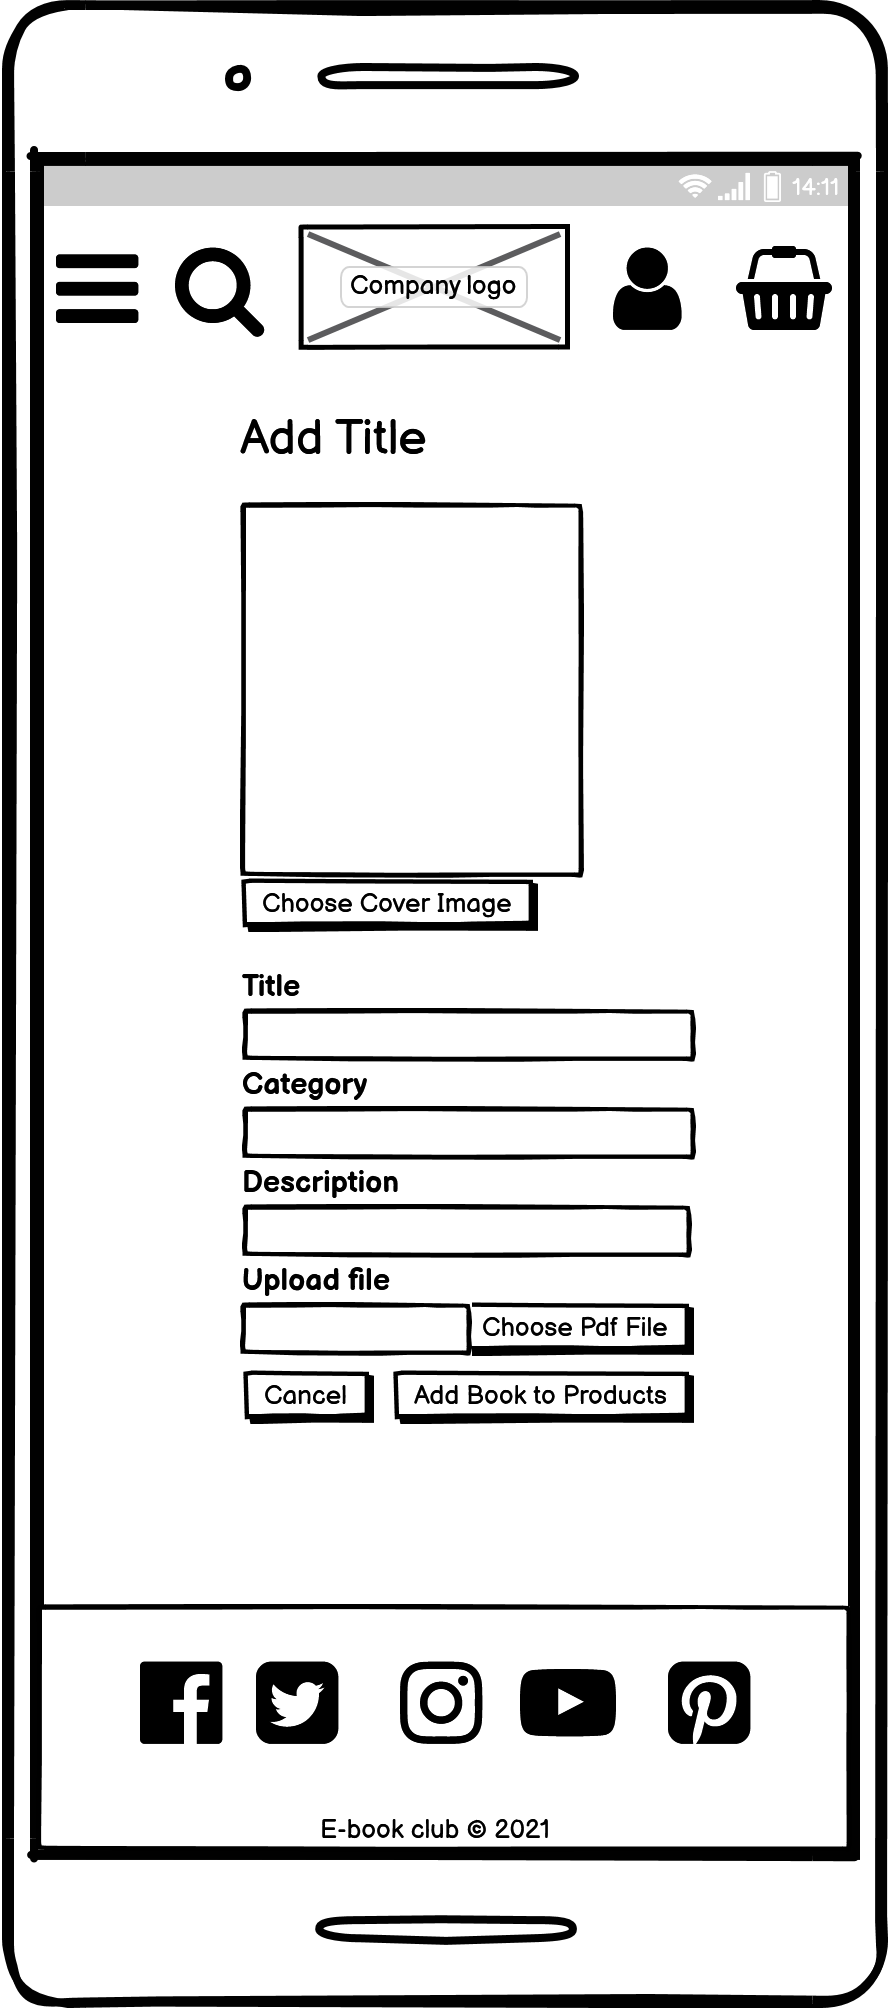 14:11
Company logo
Add Title
Choose Cover Image
Title
Category
Description
Upload file
Choose Pdf File
Cancel Add Book to Products
E-book club © 2021